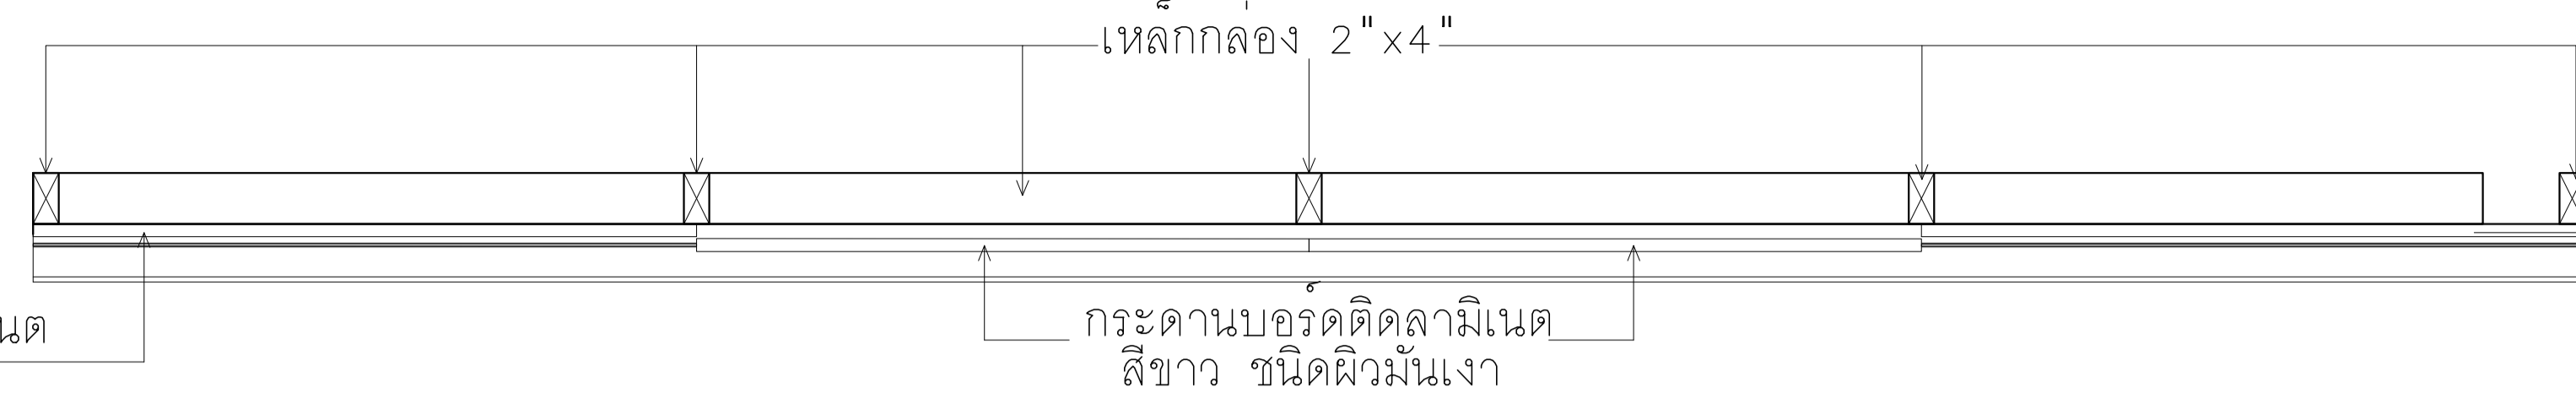 เหล็กกล่อง 2"x4"
กระดานบอร์ดติดลามิเนต
สีขาว ชนิดผิวมันเงา